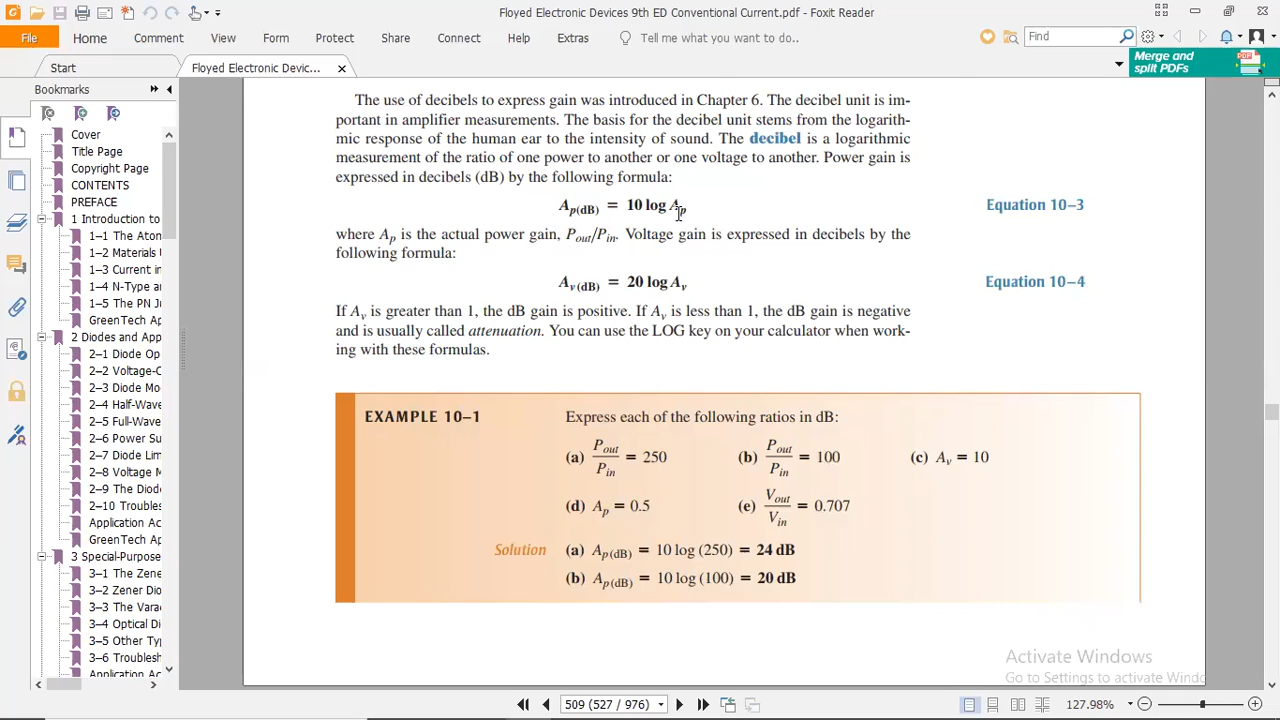 Floyed Electronic Devices 9th ED Conventional Current.pdf - Foxit Reader
File Home Comment View Form Protect Share Connect Help Extras Tell me what you want to do.. Find
Start Floyed Electronic Devic... Merge and split PDFs
Bookmarks
Cover
Title Page
Copyright Page
CONTENTS
PREFACE
1 Introduction to
1–1 The Atom
1–2 Materials
1–3 Current in
1–4 N-Type an
1–5 The PN J
GreenTech Ap
2 Diodes and App
2–1 Diode Op
2–2 Voltage-C
2–3 Diode Mo
2–4 Half-Wave
2–5 Full-Wave
2–6 Power Su
2–7 Diode Lim
2–8 Voltage M
2–9 The Diode
2–10 Troubles
Application Ac
GreenTech Ap
3 Special-Purpose
3–1 The Zener
3–2 Zener Dio
3–3 The Varac
3–4 Optical Di
3–5 Other Typ
3–6 Troublesh
Application Ac
The use of decibels to express gain was introduced in Chapter 6. The decibel unit is im-
portant in amplifier measurements. The basis for the decibel unit stems from the logarith-
mic response of the human ear to the intensity of sound. The decibel is a logarithmic
measurement of the ratio of one power to another or one voltage to another. Power gain is
expressed in decibels (dB) by the following formula:
Ap(dB) = 10 log Ap Equation 10–3
where Ap is the actual power gain, Pout/Pin. Voltage gain is expressed in decibels by the
following formula:
Av(dB) = 20 log Av Equation 10–4
If Av is greater than 1, the dB gain is positive. If Av is less than 1, the dB gain is negative
and is usually called attenuation. You can use the LOG key on your calculator when work-
ing with these formulas.
EXAMPLE 10–1 Express each of the following ratios in dB:
(a) Pout/Pin = 250 (b) Pout/Pin = 100 (c) Av = 10
(d) Ap = 0.5 (e) Vout/Vin = 0.707
Solution (a) Ap(dB) = 10 log (250) = 24 dB
(b) Ap(dB) = 10 log (100) = 20 dB
Activate Windows
Go to Settings to activate Windo
509 (527 / 976) 127.98%